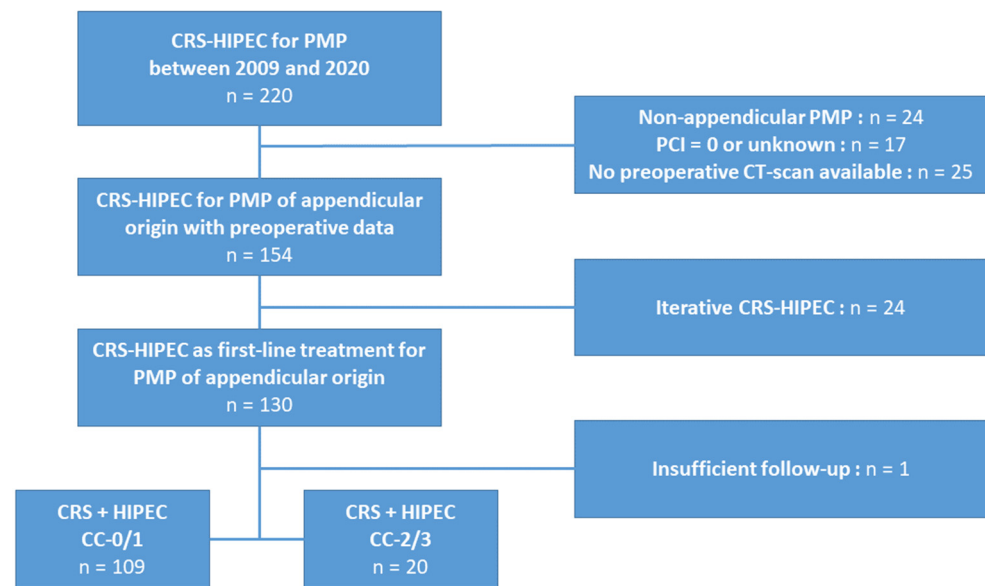 CRS-HIPEC for PMP
between 2009 and 2020
n = 220
Non-appendicular PMP : n = 24
PCI = 0 or unknown : n = 17
No preoperative CT-scan available : n = 25
CRS-HIPEC for PMP of appendicular
origin with preoperative data
n = 154
Iterative CRS-HIPEC : n = 24
CRS-HIPEC as first-line treatment for
PMP of appendicular origin
n = 130
Insufficient follow-up : n = 1
CRS + HIPEC
CC-0/1
n = 109
CRS + HIPEC
CC-2/3
n = 20